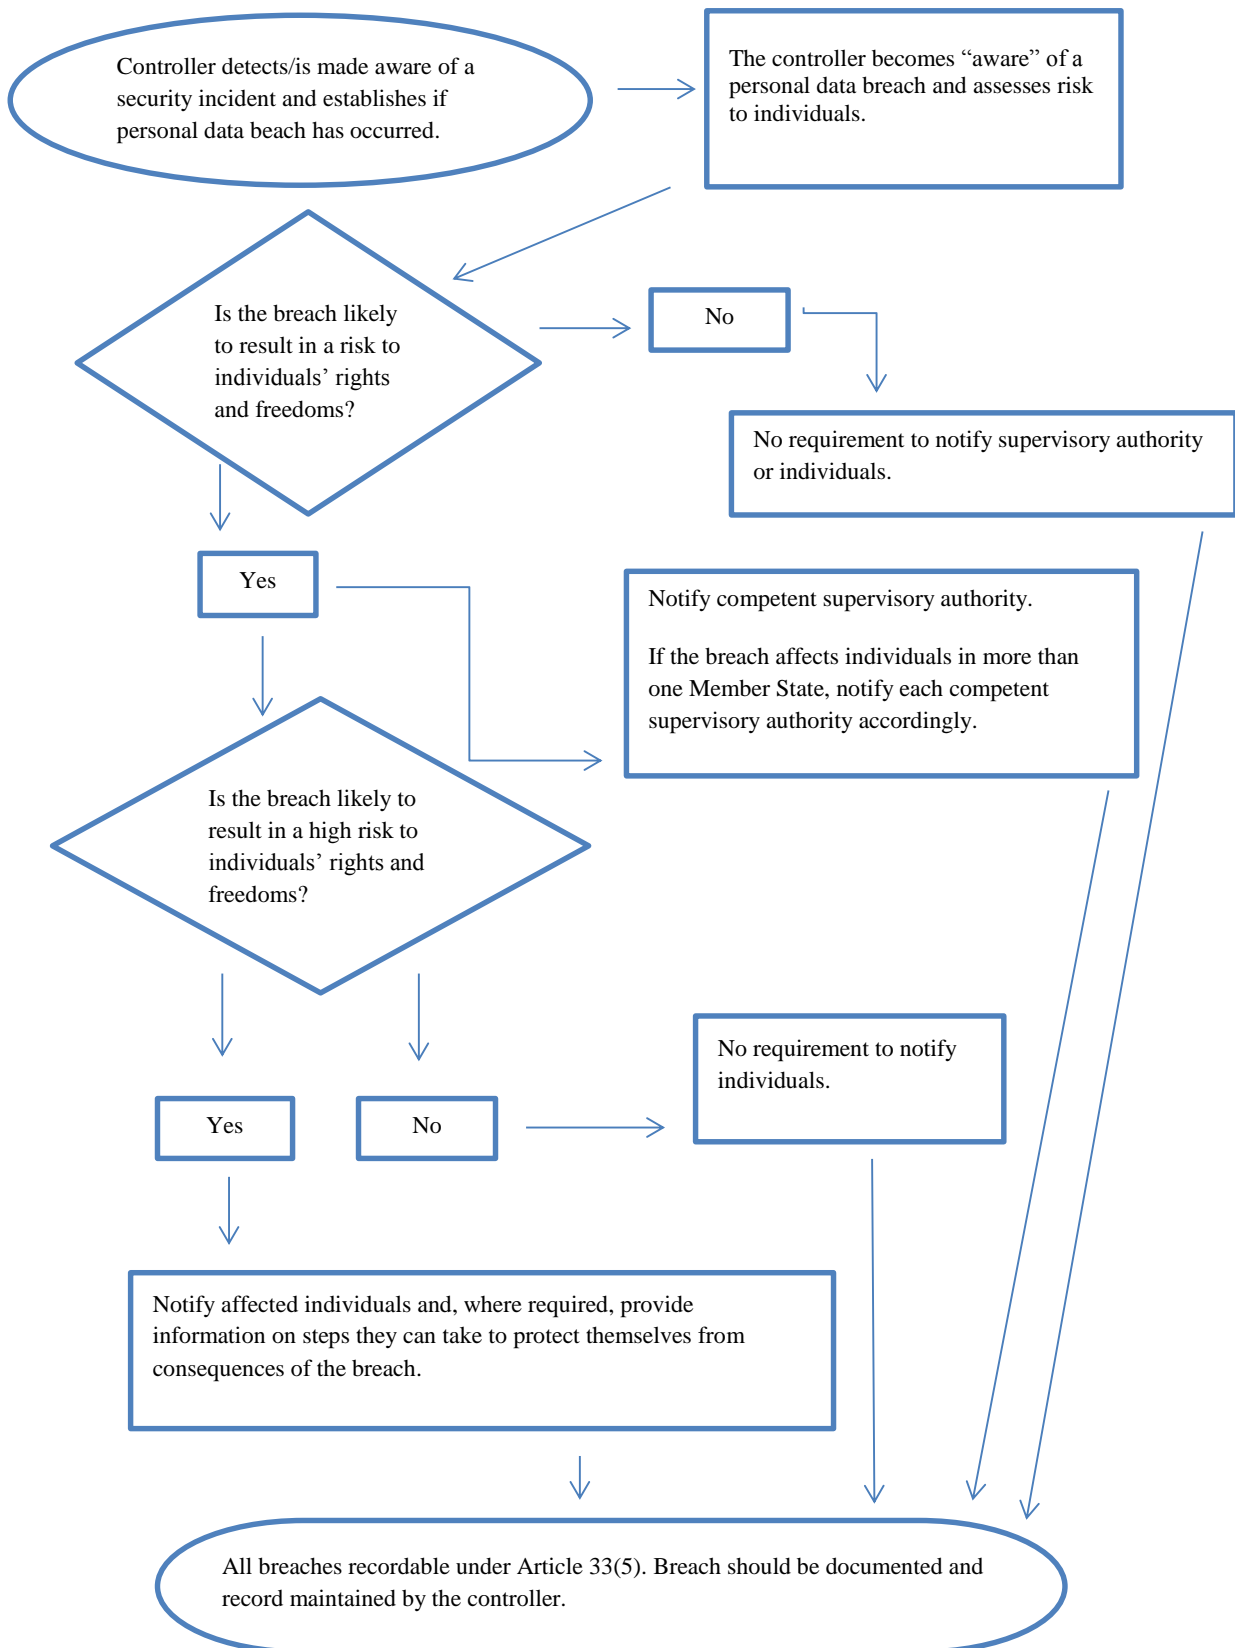 Controller detects/is made aware of a
security incident and establishes if
personal data beach has occurred.
The controller becomes “aware” of a
personal data breach and assesses risk
to individuals.
Is the breach likely
to result in a risk to
individuals’ rights
and freedoms?
No
No requirement to notify supervisory authority
or individuals.
Yes
Notify competent supervisory authority.
If the breach affects individuals in more than
one Member State, notify each competent
supervisory authority accordingly.
Is the breach likely to
result in a high risk to
individuals’ rights and
freedoms?
No requirement to notify
individuals.
Yes
No
Notify affected individuals and, where required, provide
information on steps they can take to protect themselves from
consequences of the breach.
All breaches recordable under Article 33(5). Breach should be documented and
record maintained by the controller.